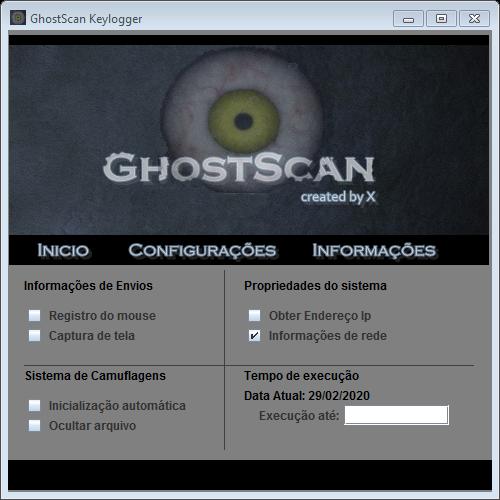 GhostScan Keylogger
GHOSTSCAN
created by X
INICIO CONFIGURAÇÕES INFORMAÇÕES
Informações de Envios
Registro do mouse
Captura de tela
Propriedades do sistema
Obter Endereço Ip
Informações de rede
Sistema de Camuflagens
Inicialização automática
Ocultar arquivo
Tempo de execução
Data Atual: 29/02/2020
Execução até: